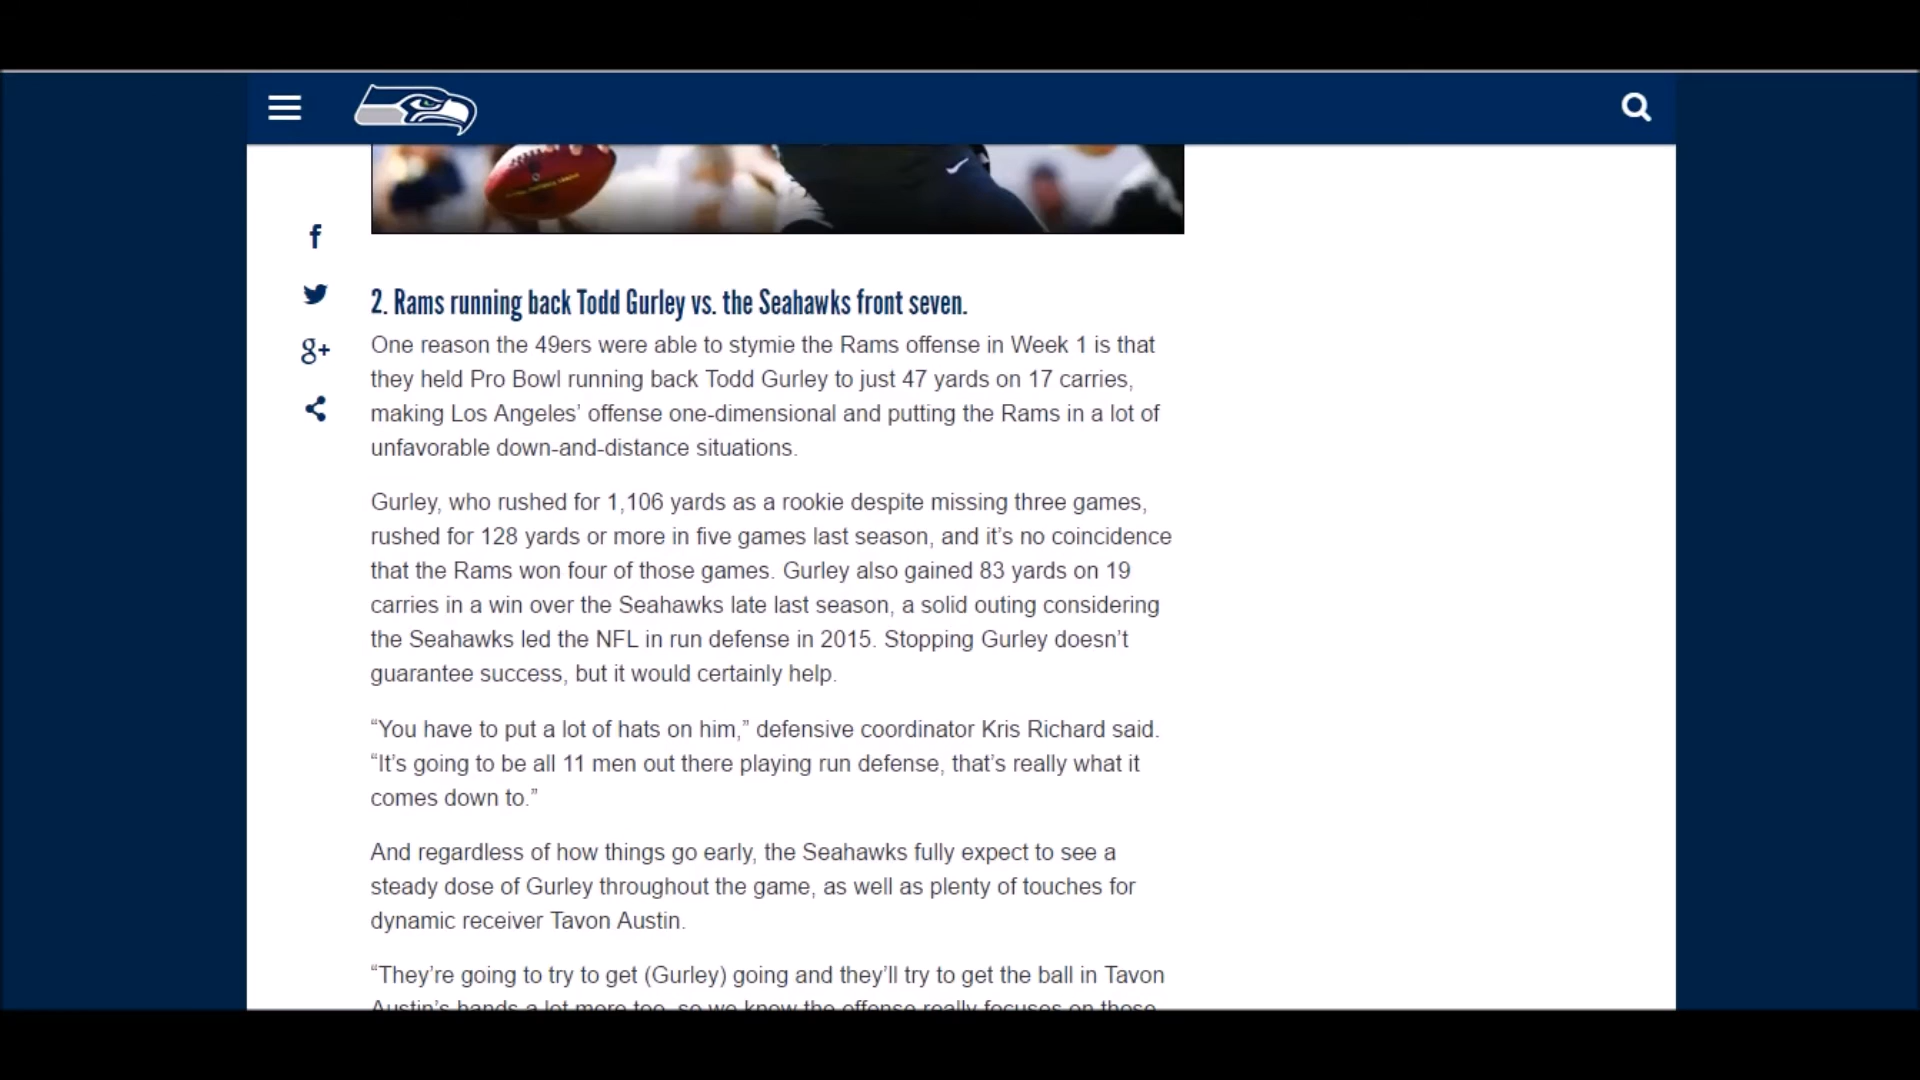 f
g+
2. Rams running back Todd Gurley vs. the Seahawks front seven.
One reason the 49ers were able to stymie the Rams offense in Week 1 is that
they held Pro Bowl running back Todd Gurley to just 47 yards on 17 carries,
making Los Angeles’ offense one-dimensional and putting the Rams in a lot of
unfavorable down-and-distance situations.
Gurley, who rushed for 1,106 yards as a rookie despite missing three games,
rushed for 128 yards or more in five games last season, and it’s no coincidence
that the Rams won four of those games. Gurley also gained 83 yards on 19
carries in a win over the Seahawks late last season, a solid outing considering
the Seahawks led the NFL in run defense in 2015. Stopping Gurley doesn’t
guarantee success, but it would certainly help.
“You have to put a lot of hats on him,” defensive coordinator Kris Richard said.
“It’s going to be all 11 men out there playing run defense, that’s really what it
comes down to.”
And regardless of how things go early, the Seahawks fully expect to see a
steady dose of Gurley throughout the game, as well as plenty of touches for
dynamic receiver Tavon Austin.
“They’re going to try to get (Gurley) going and they’ll try to get the ball in Tavon
Austin’s hands a lot more too, so we know the offense really focuses on those